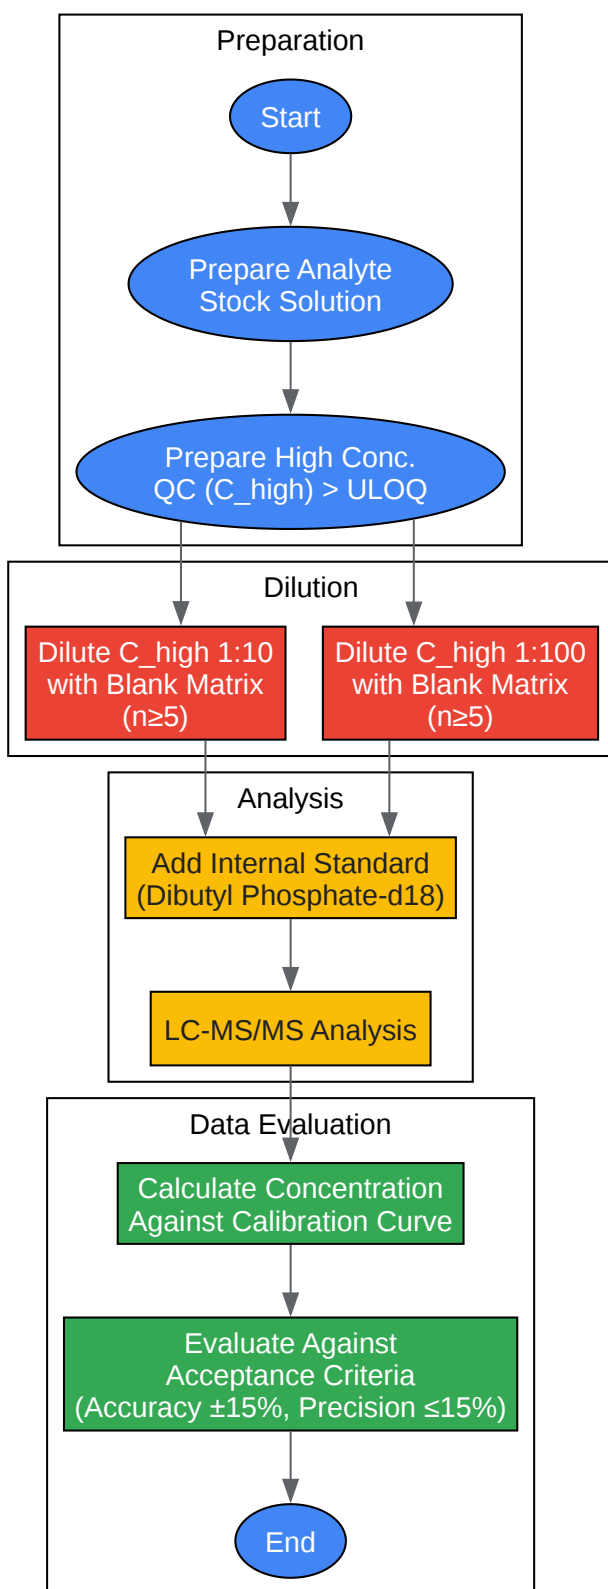 Preparation
Start
Prepare Analyte
Stock Solution
Prepare High Conc.
QC (C_high) > ULOQ
Dilution
Dilute C_high 1:10
with Blank Matrix
(n≥5)
Dilute C_high 1:100
with Blank Matrix
(n≥5)
Analysis
Add Internal Standard
(Dibutyl Phosphate-d18)
LC-MS/MS Analysis
Data Evaluation
Calculate Concentration
Against Calibration Curve
Evaluate Against
Acceptance Criteria
(Accuracy ±15%, Precision ≤15%)
End